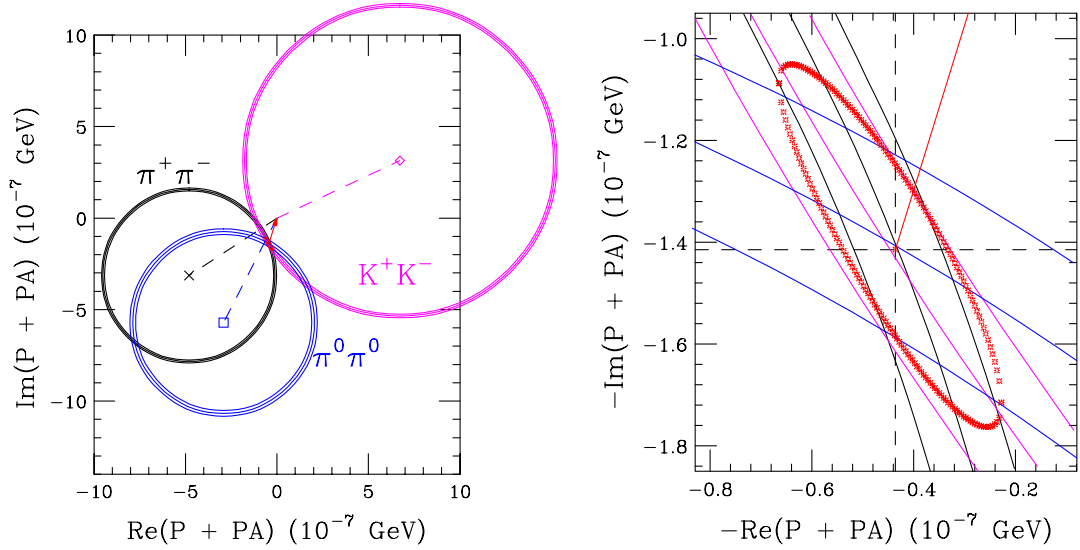 10
5
0
−5
−10
−10
−5
0
5
10
Im(P + PA) (10⁻⁷ GeV)
Re(P + PA) (10⁻⁷ GeV)
π⁺π⁻
K⁺K⁻
π⁰π⁰
−1.0
−1.2
−1.4
−1.6
−1.8
−0.8
−0.6
−0.4
−0.2
−Im(P + PA) (10⁻⁷ GeV)
−Re(P + PA) (10⁻⁷ GeV)